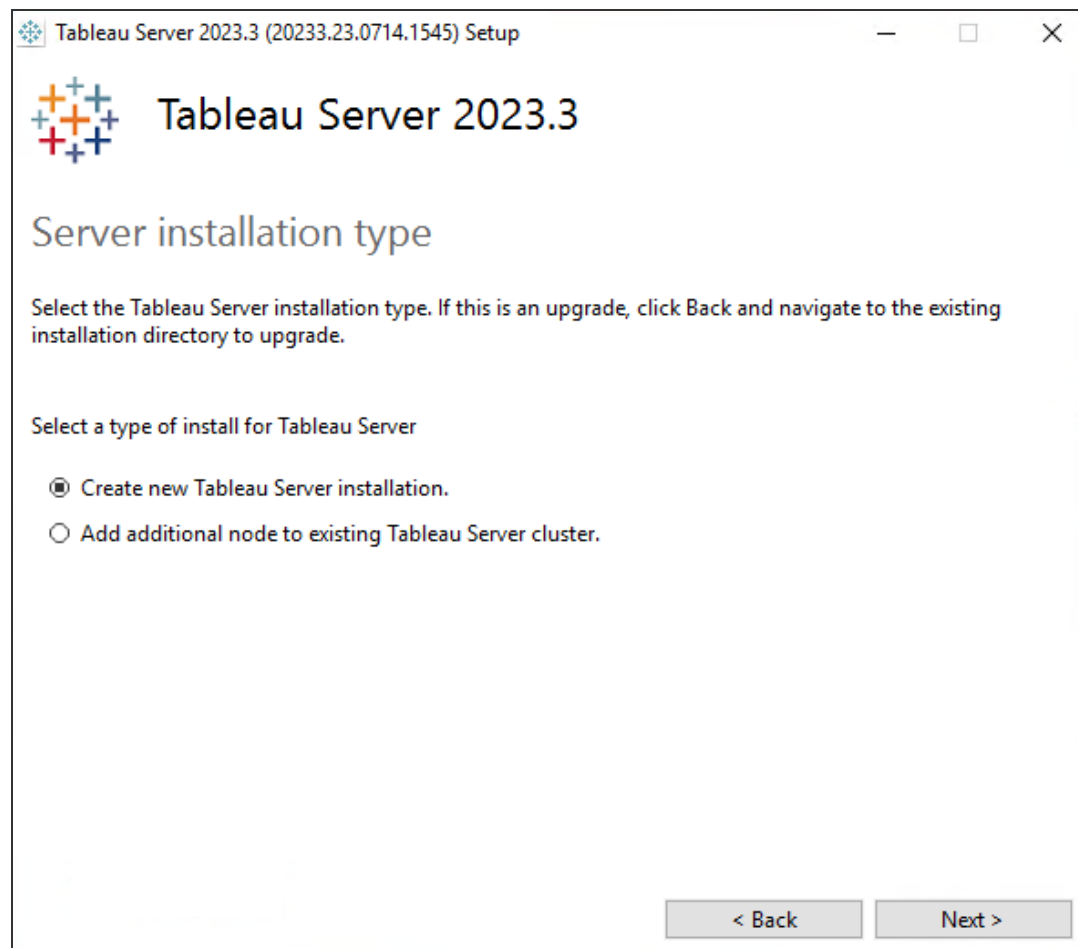 Tableau Server 2023.3 (20233.23.0714.1545) Setup
Tableau Server 2023.3
Server installation type
Select the Tableau Server installation type. If this is an upgrade, click Back and navigate to the existing
installation directory to upgrade.
Select a type of install for Tableau Server
Create new Tableau Server installation.
Add additional node to existing Tableau Server cluster.
< Back
Next >